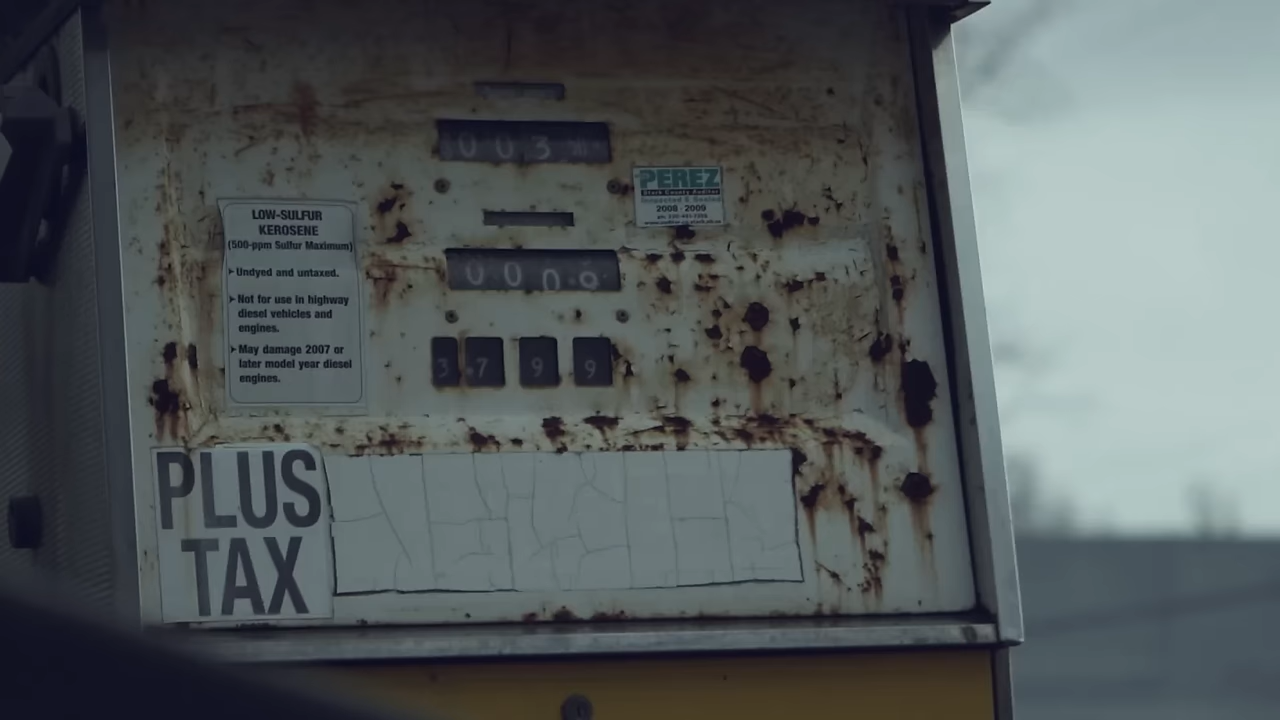 003
PEREZ
Stark County Auditor
Inspected & Sealed
2008 - 2009
LOW-SULFUR
KEROSENE
(500-ppm Sulfur Maximum)
Undyed and untaxed.
Not for use in highway
diesel vehicles and
engines.
May damage 2007 or
later model year diesel
engines.
000.9
3.799
PLUS
TAX